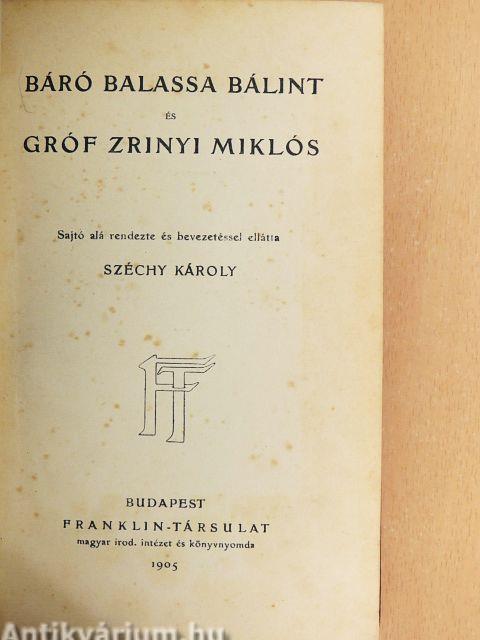 BÁRÓ BALASSA BÁLINT
ÉS
GRÓF ZRINYI MIKLÓS
Sajtó alá rendezte és bevezetéssel ellátta
SZÉCHY KÁROLY
FT
BUDAPEST
FRANKLIN-TÁRSULAT
magyar irod. intézet és könyvnyomda
1905
Antikvárium.hu